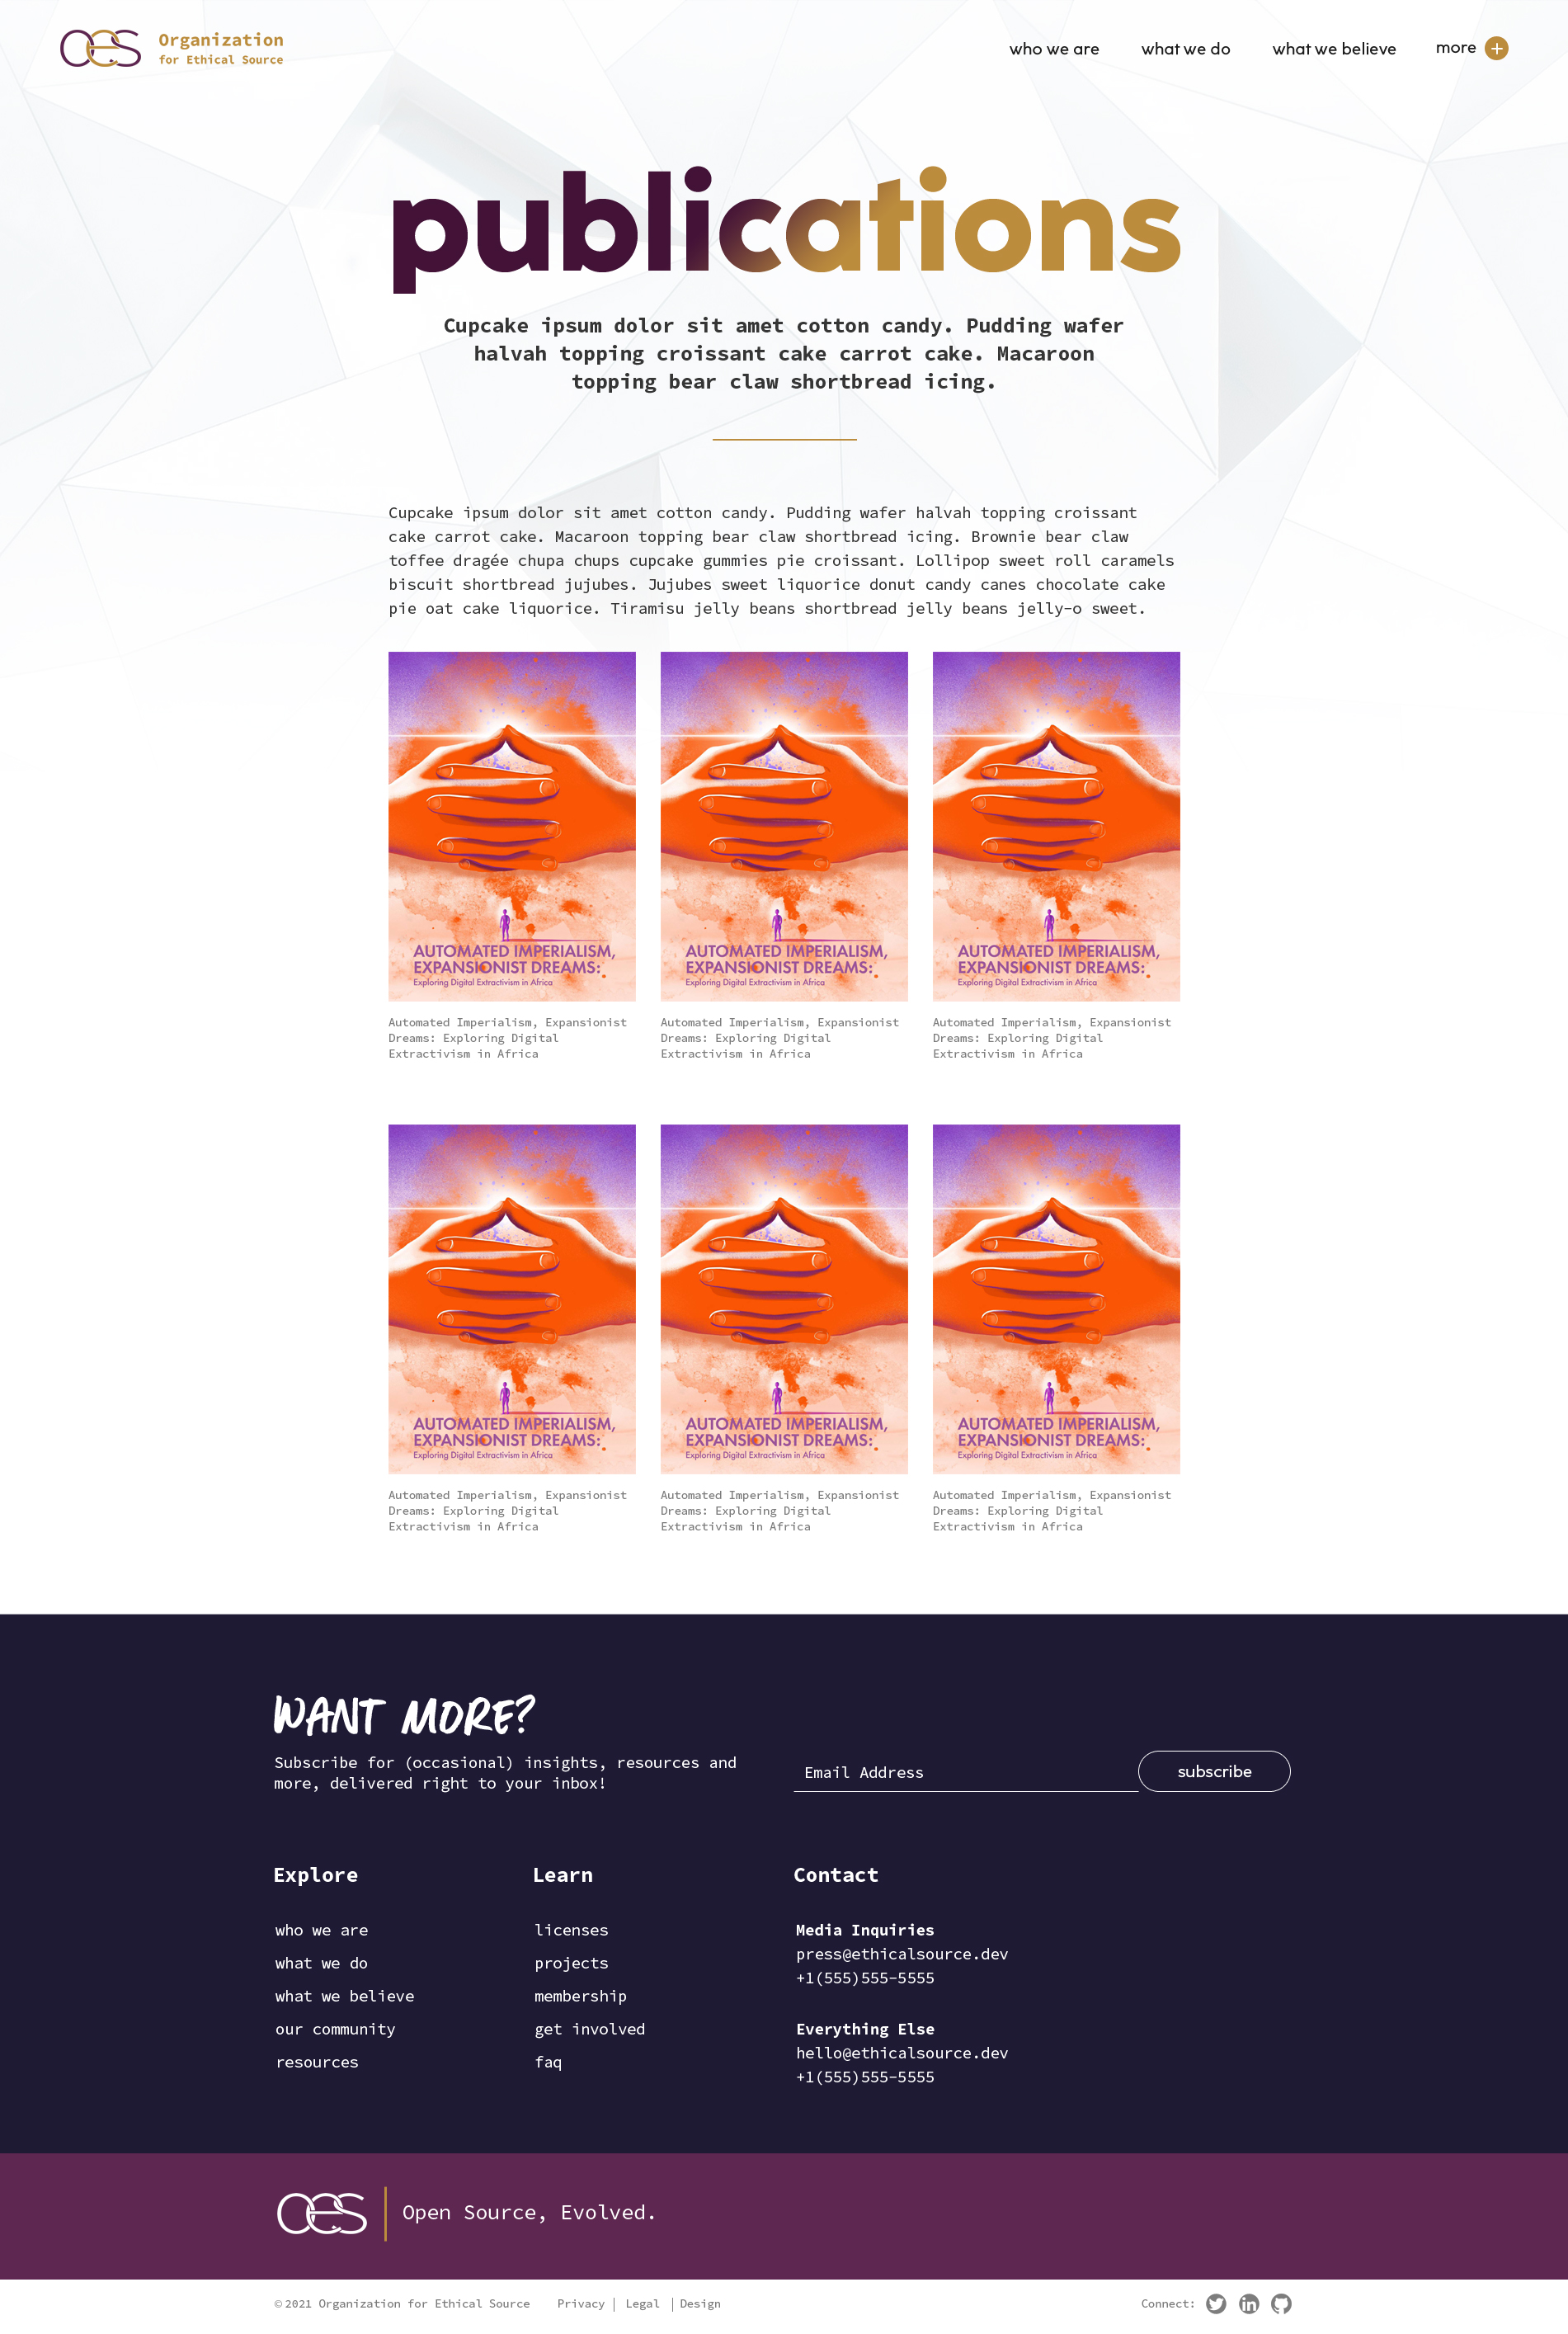 OES
Organization
for Ethical Source
who we are
what we do
what we believe
more
publications
Cupcake ipsum dolor sit amet cotton candy. Pudding wafer
halvah topping croissant cake carrot cake. Macaroon
topping bear claw shortbread icing.
Cupcake ipsum dolor sit amet cotton candy. Pudding wafer halvah topping croissant
cake carrot cake. Macaroon topping bear claw shortbread icing. Brownie bear claw
toffee dragée chupa chups cupcake gummies pie croissant. Lollipop sweet roll caramels
biscuit shortbread jujubes. Jujubes sweet liquorice donut candy canes chocolate cake
pie oat cake liquorice. Tiramisu jelly beans shortbread jelly beans jelly-o sweet.
AUTOMATED IMPERIALISM,
EXPANSIONIST DREAMS:
Exploring Digital Extractivism in Africa
Automated Imperialism, Expansionist
Dreams: Exploring Digital
Extractivism in Africa
AUTOMATED IMPERIALISM,
EXPANSIONIST DREAMS:
Exploring Digital Extractivism in Africa
Automated Imperialism, Expansionist
Dreams: Exploring Digital
Extractivism in Africa
AUTOMATED IMPERIALISM,
EXPANSIONIST DREAMS:
Exploring Digital Extractivism in Africa
Automated Imperialism, Expansionist
Dreams: Exploring Digital
Extractivism in Africa
AUTOMATED IMPERIALISM,
EXPANSIONIST DREAMS:
Exploring Digital Extractivism in Africa
Automated Imperialism, Expansionist
Dreams: Exploring Digital
Extractivism in Africa
AUTOMATED IMPERIALISM,
EXPANSIONIST DREAMS:
Exploring Digital Extractivism in Africa
Automated Imperialism, Expansionist
Dreams: Exploring Digital
Extractivism in Africa
AUTOMATED IMPERIALISM,
EXPANSIONIST DREAMS:
Exploring Digital Extractivism in Africa
Automated Imperialism, Expansionist
Dreams: Exploring Digital
Extractivism in Africa
WANT MORE?
Subscribe for (occasional) insights, resources and
more, delivered right to your inbox!
Email Address
subscribe
Explore
who we are
what we do
what we believe
our community
resources
Learn
licenses
projects
membership
get involved
faq
Contact
Media Inquiries
press@ethicalsource.dev
+1(555)555-5555
Everything Else
hello@ethicalsource.dev
+1(555)555-5555
OES
Open Source, Evolved.
© 2021 Organization for Ethical Source
Privacy | Legal | Design
Connect:
in